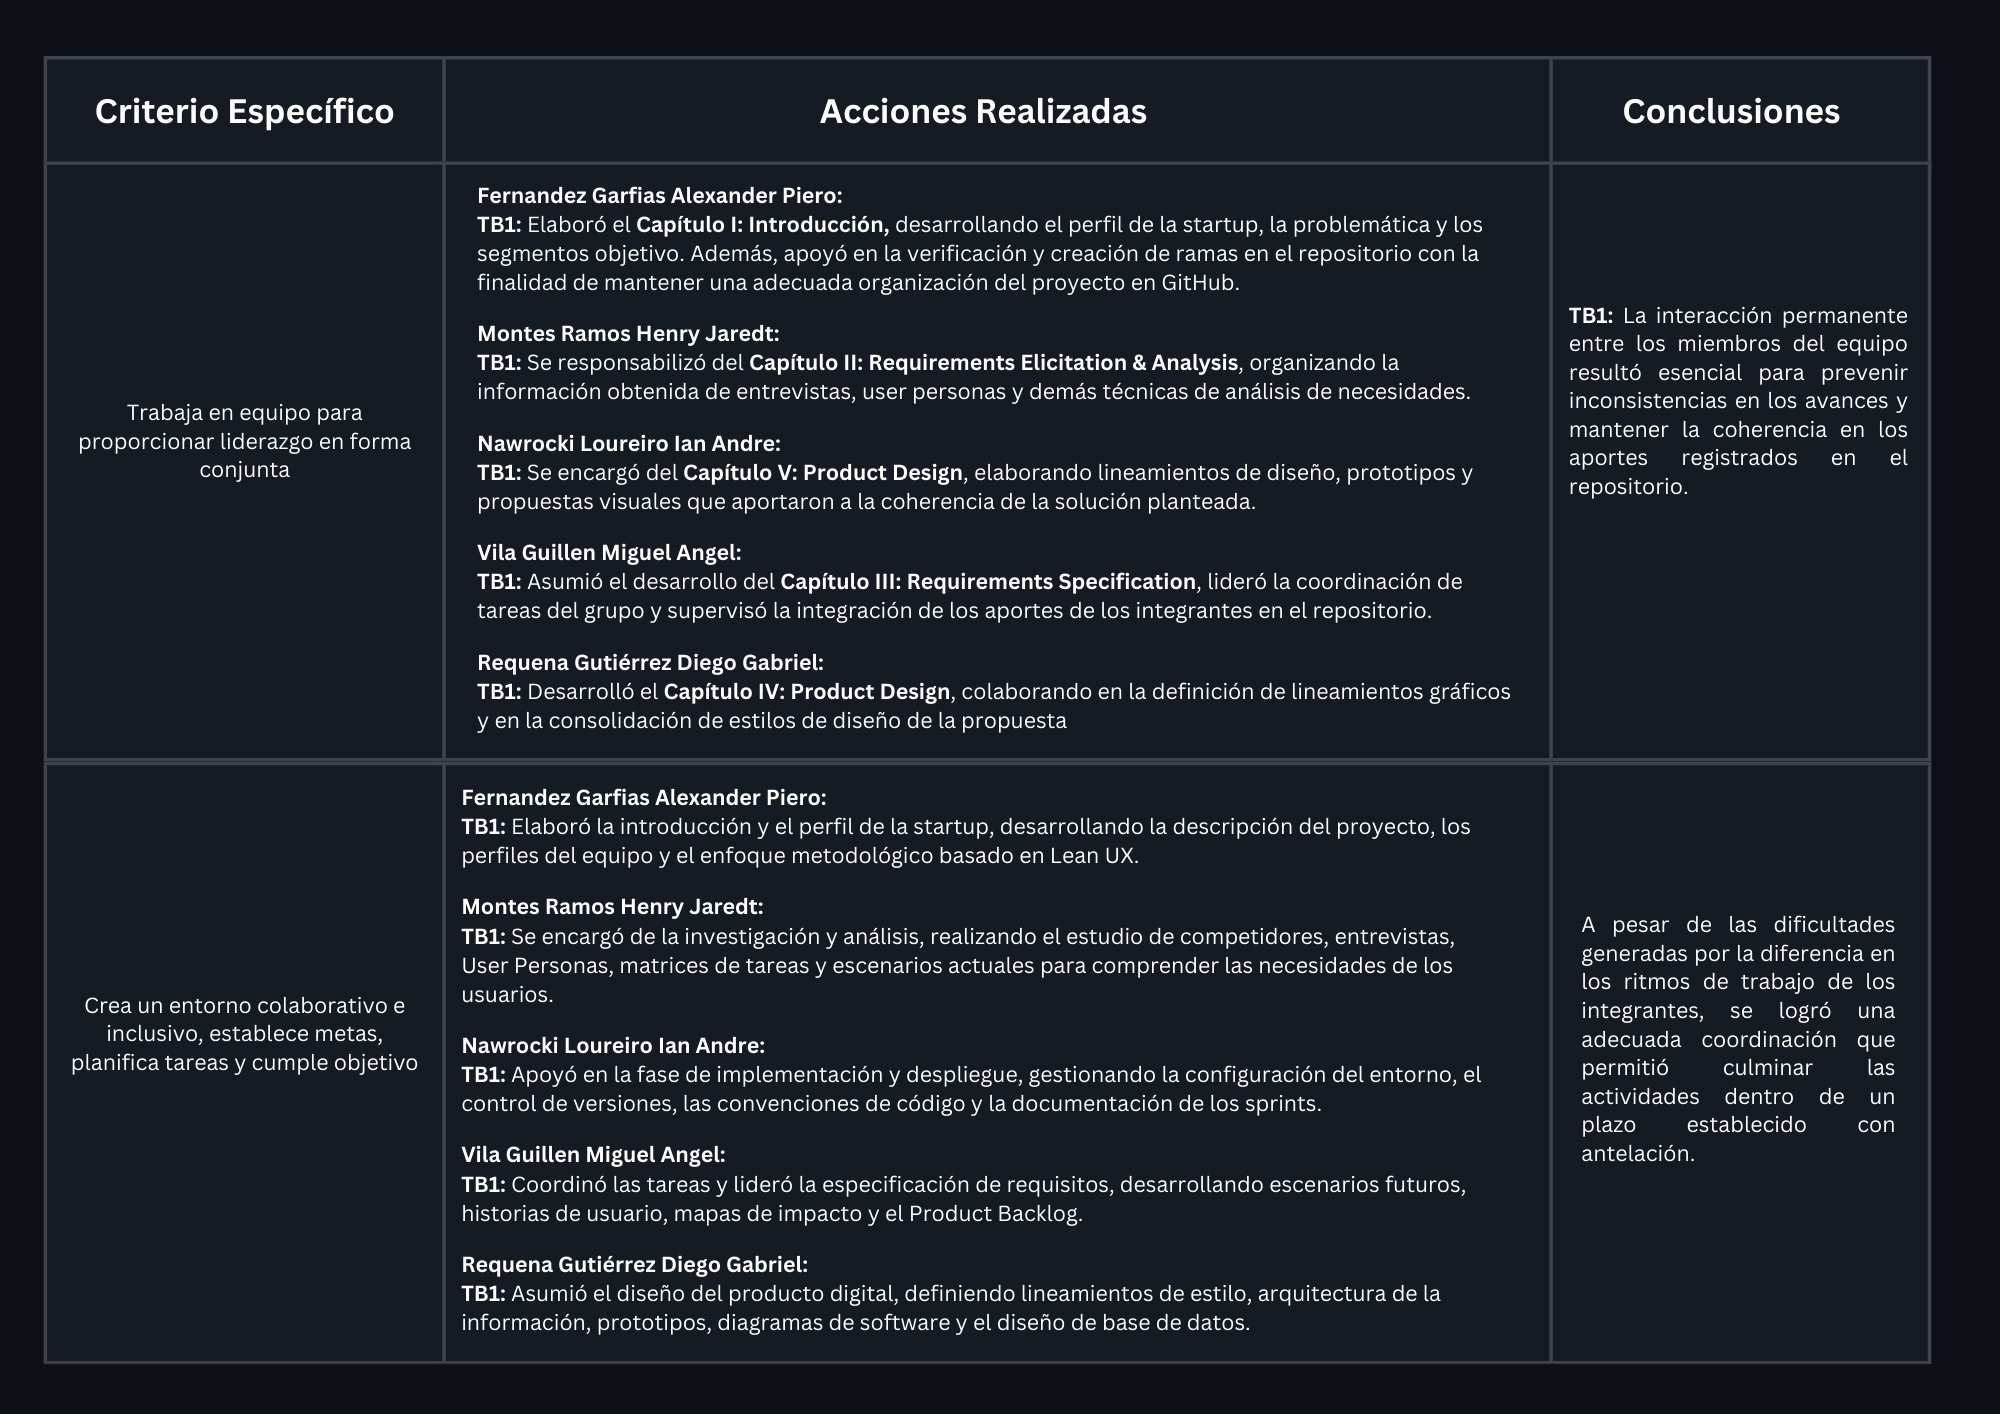 Criterio Específico
Acciones Realizadas
Conclusiones
Trabaja en equipo para
proporcionar liderazgo en forma
conjunta
Fernandez Garfias Alexander Piero:
TB1: Elaboró el Capítulo I: Introducción, desarrollando el perfil de la startup, la problemática y los
segmentos objetivo. Además, apoyó en la verificación y creación de ramas en el repositorio con la
finalidad de mantener una adecuada organización del proyecto en GitHub.
Montes Ramos Henry Jaredt:
TB1: Se responsabilizó del Capítulo II: Requirements Elicitation & Analysis, organizando la
información obtenida de entrevistas, user personas y demás técnicas de análisis de necesidades.
Nawrocki Loureiro Ian Andre:
TB1: Se encargó del Capítulo V: Product Design, elaborando lineamientos de diseño, prototipos y
propuestas visuales que aportaron a la coherencia de la solución planteada.
Vila Guillen Miguel Angel:
TB1: Asumió el desarrollo del Capítulo III: Requirements Specification, lideró la coordinación de
tareas del grupo y supervisó la integración de los aportes de los integrantes en el repositorio.
Requena Gutiérrez Diego Gabriel:
TB1: Desarrolló el Capítulo IV: Product Design, colaborando en la definición de lineamientos gráficos
y en la consolidación de estilos de diseño de la propuesta
TB1: La interacción permanente
entre los miembros del equipo
resultó esencial para prevenir
inconsistencias en los avances y
mantener la coherencia en los
aportes registrados en el
repositorio.
Crea un entorno colaborativo e
inclusivo, establece metas,
planifica tareas y cumple objetivo
Fernandez Garfias Alexander Piero:
TB1: Elaboró la introducción y el perfil de la startup, desarrollando la descripción del proyecto, los
perfiles del equipo y el enfoque metodológico basado en Lean UX.
Montes Ramos Henry Jaredt:
TB1: Se encargó de la investigación y análisis, realizando el estudio de competidores, entrevistas,
User Personas, matrices de tareas y escenarios actuales para comprender las necesidades de los
usuarios.
Nawrocki Loureiro Ian Andre:
TB1: Apoyó en la fase de implementación y despliegue, gestionando la configuración del entorno, el
control de versiones, las convenciones de código y la documentación de los sprints.
Vila Guillen Miguel Angel:
TB1: Coordinó las tareas y lideró la especificación de requisitos, desarrollando escenarios futuros,
historias de usuario, mapas de impacto y el Product Backlog.
Requena Gutiérrez Diego Gabriel:
TB1: Asumió el diseño del producto digital, definiendo lineamientos de estilo, arquitectura de la
información, prototipos, diagramas de software y el diseño de base de datos.
A pesar de las dificultades
generadas por la diferencia en
los ritmos de trabajo de los
integrantes, se logró una
adecuada coordinación que
permitió culminar las
actividades dentro de un
plazo establecido con
antelación.